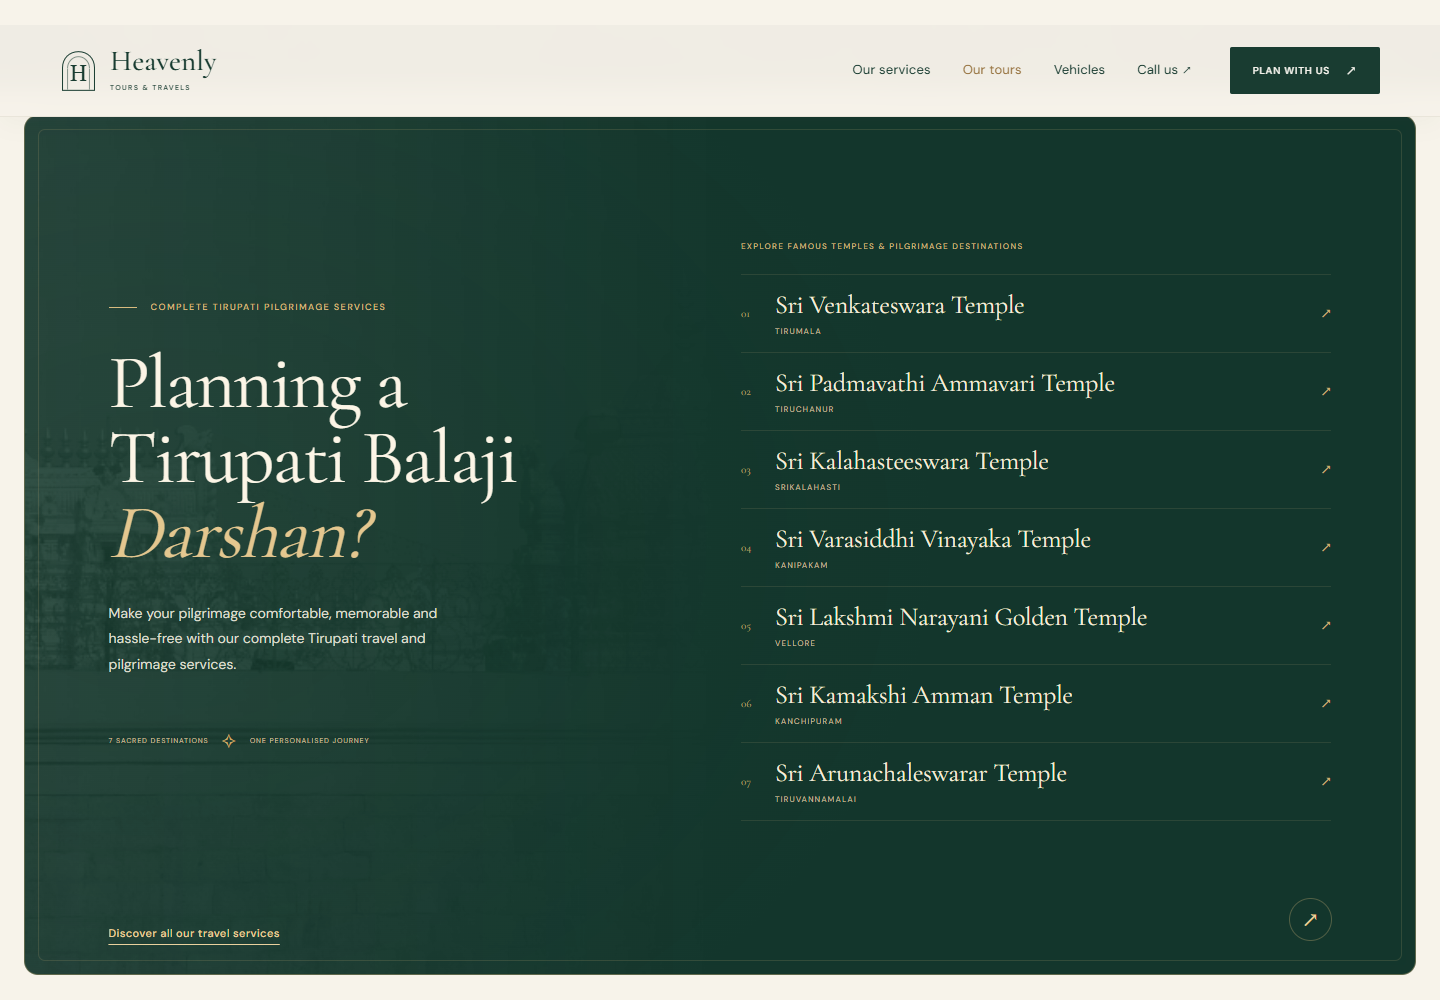 H
Heavenly
TOURS & TRAVELS
Our services
Our tours
Vehicles
Call us ↗
PLAN WITH US ↗
COMPLETE TIRUPATI PILGRIMAGE SERVICES
Planning a
Tirupati Balaji
Darshan?
Make your pilgrimage comfortable, memorable and
hassle-free with our complete Tirupati travel and
pilgrimage services.
7 SACRED DESTINATIONS
ONE PERSONALISED JOURNEY
Discover all our travel services
EXPLORE FAMOUS TEMPLES & PILGRIMAGE DESTINATIONS
01 Sri Venkateswara Temple ↗
TIRUMALA
02 Sri Padmavathi Ammavari Temple ↗
TIRUCHANUR
03 Sri Kalahasteeswara Temple ↗
SRIKALAHASTI
04 Sri Varasiddhi Vinayaka Temple ↗
KANIPAKAM
05 Sri Lakshmi Narayani Golden Temple ↗
VELLORE
06 Sri Kamakshi Amman Temple ↗
KANCHIPURAM
07 Sri Arunachaleswarar Temple ↗
TIRUVANNAMALAI
↗